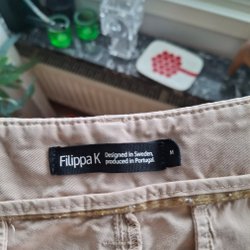 Filippa K
Designed in Sweden,
produced in Portugal.
M